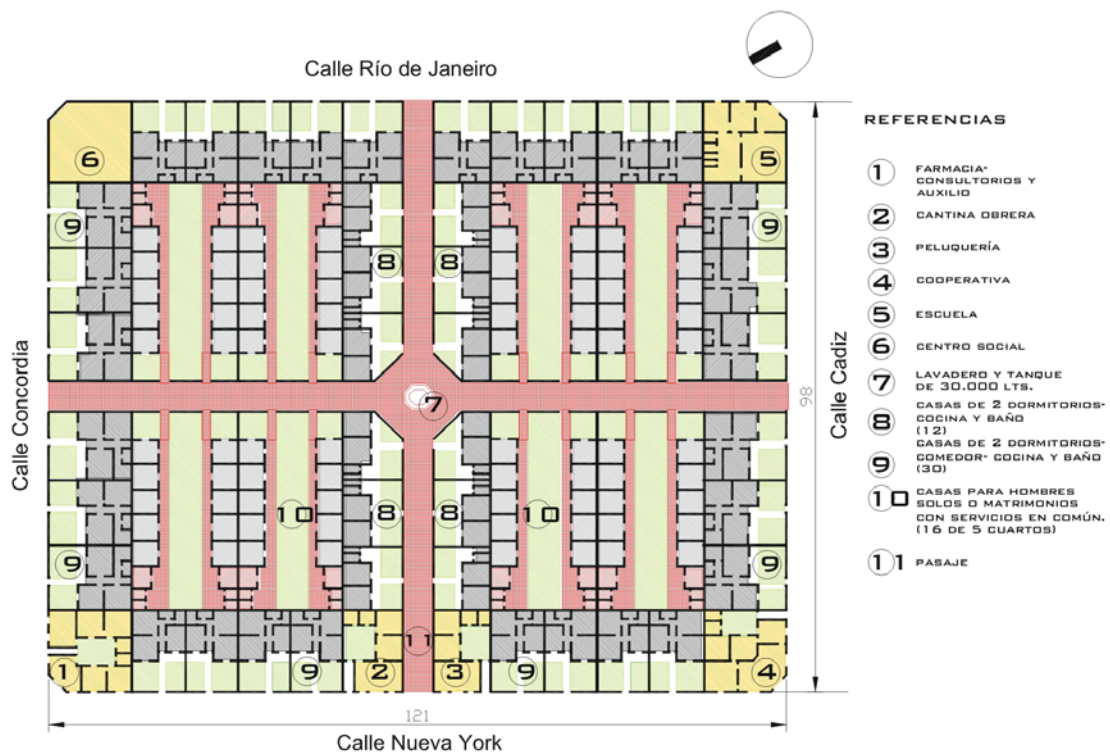 Calle Río de Janeiro
6
5
9
9
8
8
Calle Concordia
7
Calle Cadiz
98
10
8
8
10
9
9
11
1
9
2
3
9
4
121
Calle Nueva York
REFERENCIAS
1 FARMACIA-
CONSULTORIOS Y
AUXILIO
2 CANTINA OBRERA
3 PELUQUERÍA
4 COOPERATIVA
5 ESCUELA
6 CENTRO SOCIAL
7 LAVADERO Y TANQUE
DE 30.000 LTS.
8 CASAS DE 2 DORMITORIOS-
COCINA Y BAÑO
(12)
9 CASAS DE 2 DORMITORIOS-
COMEDOR- COCINA Y BAÑO
(30)
10 CASAS PARA HOMBRES
SOLOS O MATRIMONIOS
CON SERVICIOS EN COMÚN.
(16 DE 5 CUARTOS)
11 PASAJE